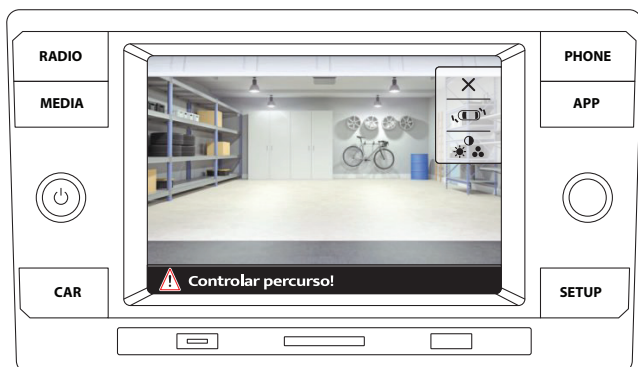 RADIO
PHONE
MEDIA
APP
Controlar percurso!
CAR
SETUP